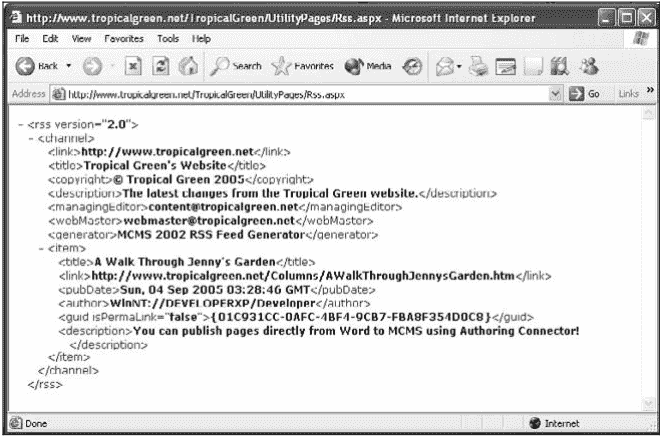 http://www.tropicalgreen.net/TropicalGreen/UtilityPages/Rss.aspx - Microsoft Internet Explorer
File Edit View Favorites Tools Help
Back Search Favorites Media
Address http://www.tropicalgreen.net/TropicalGreen/UtilityPages/Rss.aspx Go Links »
- <rss version="2.0">
- <channel>
<link>http://www.tropicalgreen.net</link>
<title>Tropical Green's Website</title>
<copyright>© Tropical Green 2005</copyright>
<description>The latest changes from the Tropical Green website.</description>
<managingEditor>content@tropicalgreen.net</managingEditor>
<webMaster>webmaster@tropicalgreen.net</webMaster>
<generator>MCMS 2002 RSS Feed Generator</generator>
- <item>
<title>A Walk Through Jenny's Garden</title>
<link>http://www.tropicalgreen.net/Columns/AWalkThroughJennysGarden.htm</link>
<pubDate>Sun, 04 Sep 2005 03:28:46 GMT</pubDate>
<author>WinNT://DEVELOPERXP/Developer</author>
<guid isPermaLink="false">{01C931CC-0AFC-4BF4-9CB7-FBA8F354D0C8}</guid>
<description>You can publish pages directly from Word to MCMS using Authoring Connector!
</description>
</item>
</channel>
</rss>
Done Internet